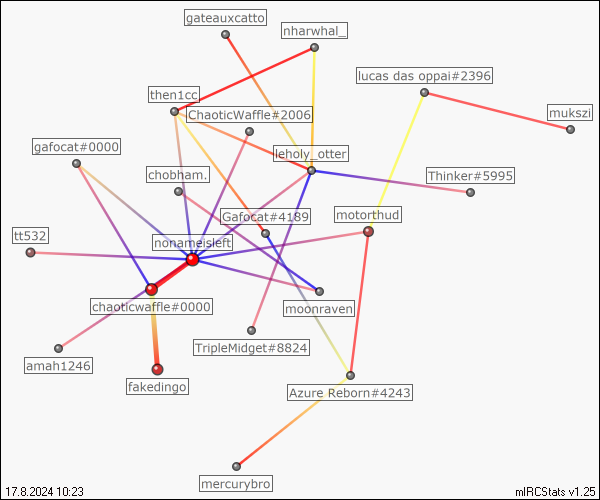 gateauxcatto
nharwhal_
lucas das oppai#2396
then1cc
ChaoticWaffle#2006
mukszi
gafocat#0000
leholy_otter
chobham.
Thinker#5995
Gafocat#4189
motorthud
tt532
nonameisleft
chaoticwaffle#0000
moonraven
TripleMidget#8824
amah1246
fakedingo
Azure Reborn#4243
mercurybro
17.8.2024 10:23
mIRCStats v1.25